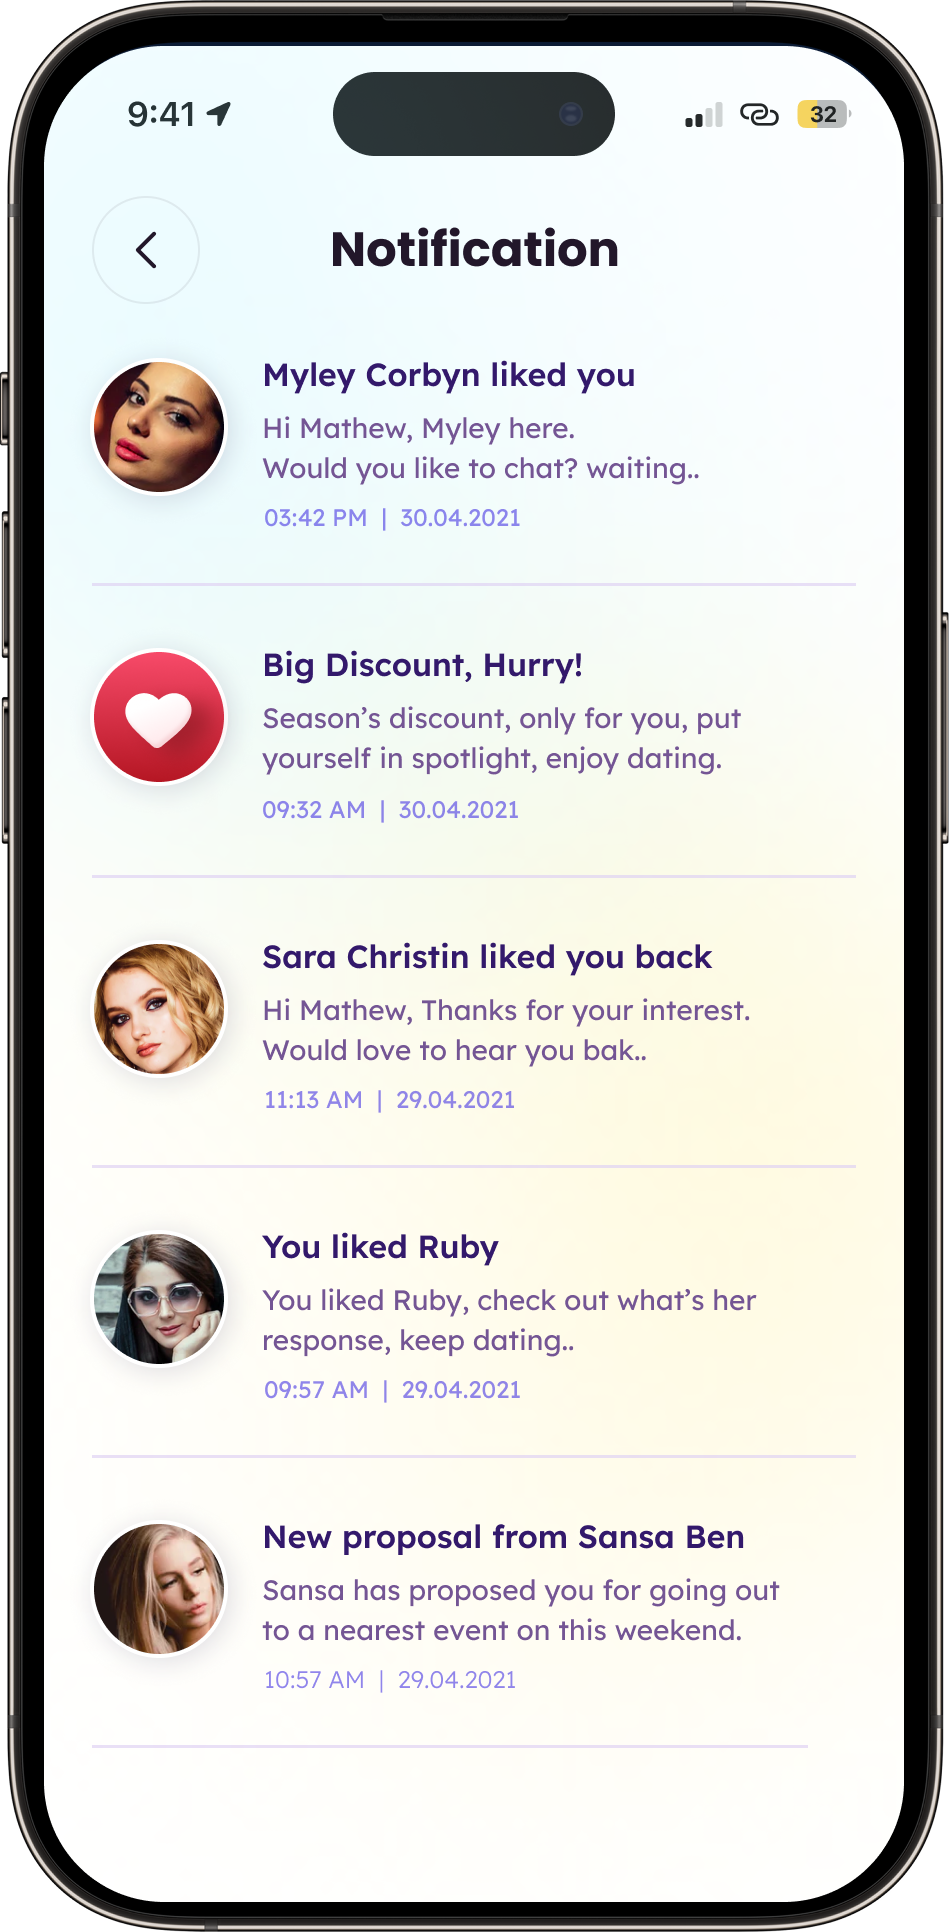 9:41
32
Notification
Myley Corbyn liked you
Hi Mathew, Myley here.
Would you like to chat? waiting..
03:42 PM | 30.04.2021
Big Discount, Hurry!
Season’s discount, only for you, put
yourself in spotlight, enjoy dating.
09:32 AM | 30.04.2021
Sara Christin liked you back
Hi Mathew, Thanks for your interest.
Would love to hear you bak..
11:13 AM | 29.04.2021
You liked Ruby
You liked Ruby, check out what’s her
response, keep dating..
09:57 AM | 29.04.2021
New proposal from Sansa Ben
Sansa has proposed you for going out
to a nearest event on this weekend.
10:57 AM | 29.04.2021